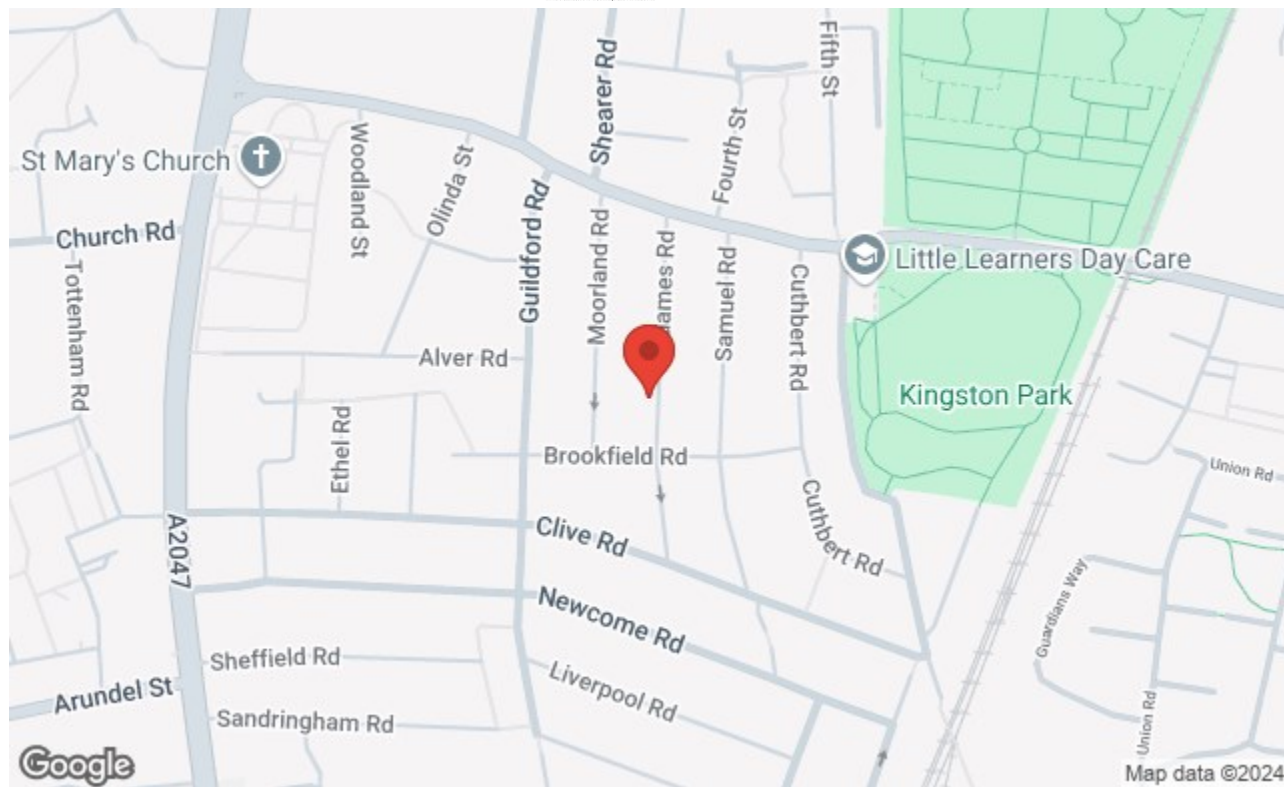 Shearer Rd
Fifth St
Fourth St
St Mary's Church
Woodland St
Olinda St
Church Rd
Guildford Rd
Moorland Rd
James Rd
Samuel Rd
Cuthbert Rd
Little Learners Day Care
Tottenham Rd
Alver Rd
Kingston Park
Ethel Rd
Brookfield Rd
Union Rd
A2047
Clive Rd
Cuthbert Rd
Newcome Rd
Guardians Way
Sheffield Rd
Liverpool Rd
Arundel St
Sandringham Rd
Union Rd
Google
Map data ©2024